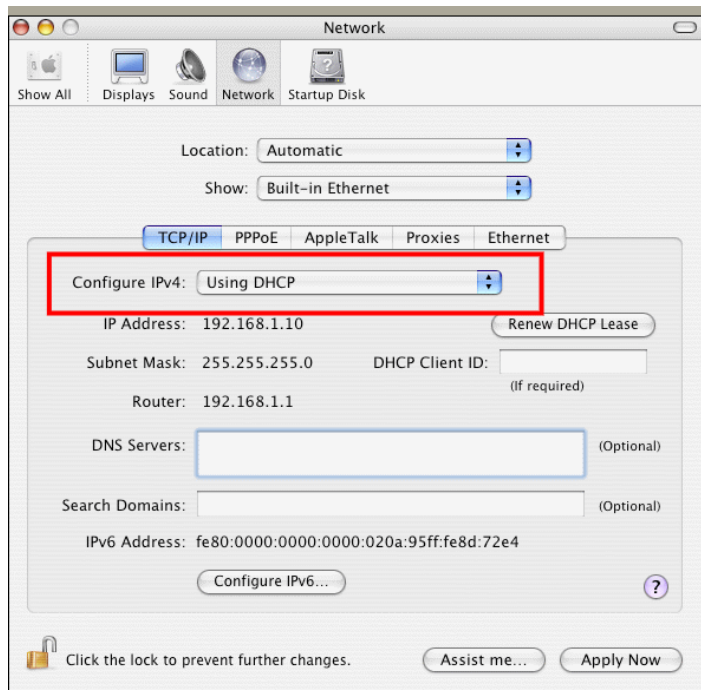 Network
Show All
Displays
Sound
Network
Startup Disk
Location: Automatic
Show: Built-in Ethernet
TCP/IP PPPoE AppleTalk Proxies Ethernet
Configure IPv4: Using DHCP
IP Address: 192.168.1.10 Renew DHCP Lease
Subnet Mask: 255.255.255.0 DHCP Client ID:
(If required)
Router: 192.168.1.1
DNS Servers: (Optional)
Search Domains: (Optional)
IPv6 Address: fe80:0000:0000:0000:020a:95ff:fe8d:72e4
Configure IPv6... ?
Click the lock to prevent further changes. Assist me... Apply Now